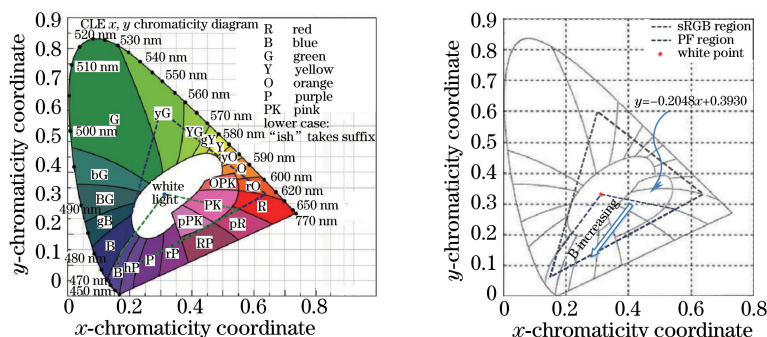 CLE x, y chromaticity diagram
520 nm
530 nm
540 nm
550 nm
560 nm
570 nm
580 nm
590 nm
600 nm
620 nm
650 nm
770 nm
510 nm
500 nm
490 nm
480 nm
470 nm
450 nm
R red
B blue
G green
Y yellow
O orange
P purple
PK pink
lower case:
"ish" takes suffix
G
yG
YG
gY
Y
yO
O
rO
OPK
R
PK
pPK
pR
RP
rP
P
bP
B
B
gB
BG
bG
white
light
0.9
0.8
0.7
0.6
0.5
0.4
0.3
0.2
0.1
0
0 0.2 0.4 0.6 0.8
y-chromaticity coordinate
x-chromaticity coordinate
sRGB region
PF region
white point
y=−0.2048x+0.3930
B increasing
0.9
0.8
0.7
0.6
0.5
0.4
0.3
0.2
0.1
0
0 0.2 0.4 0.6 0.8
y-chromaticity coordinate
x-chromaticity coordinate